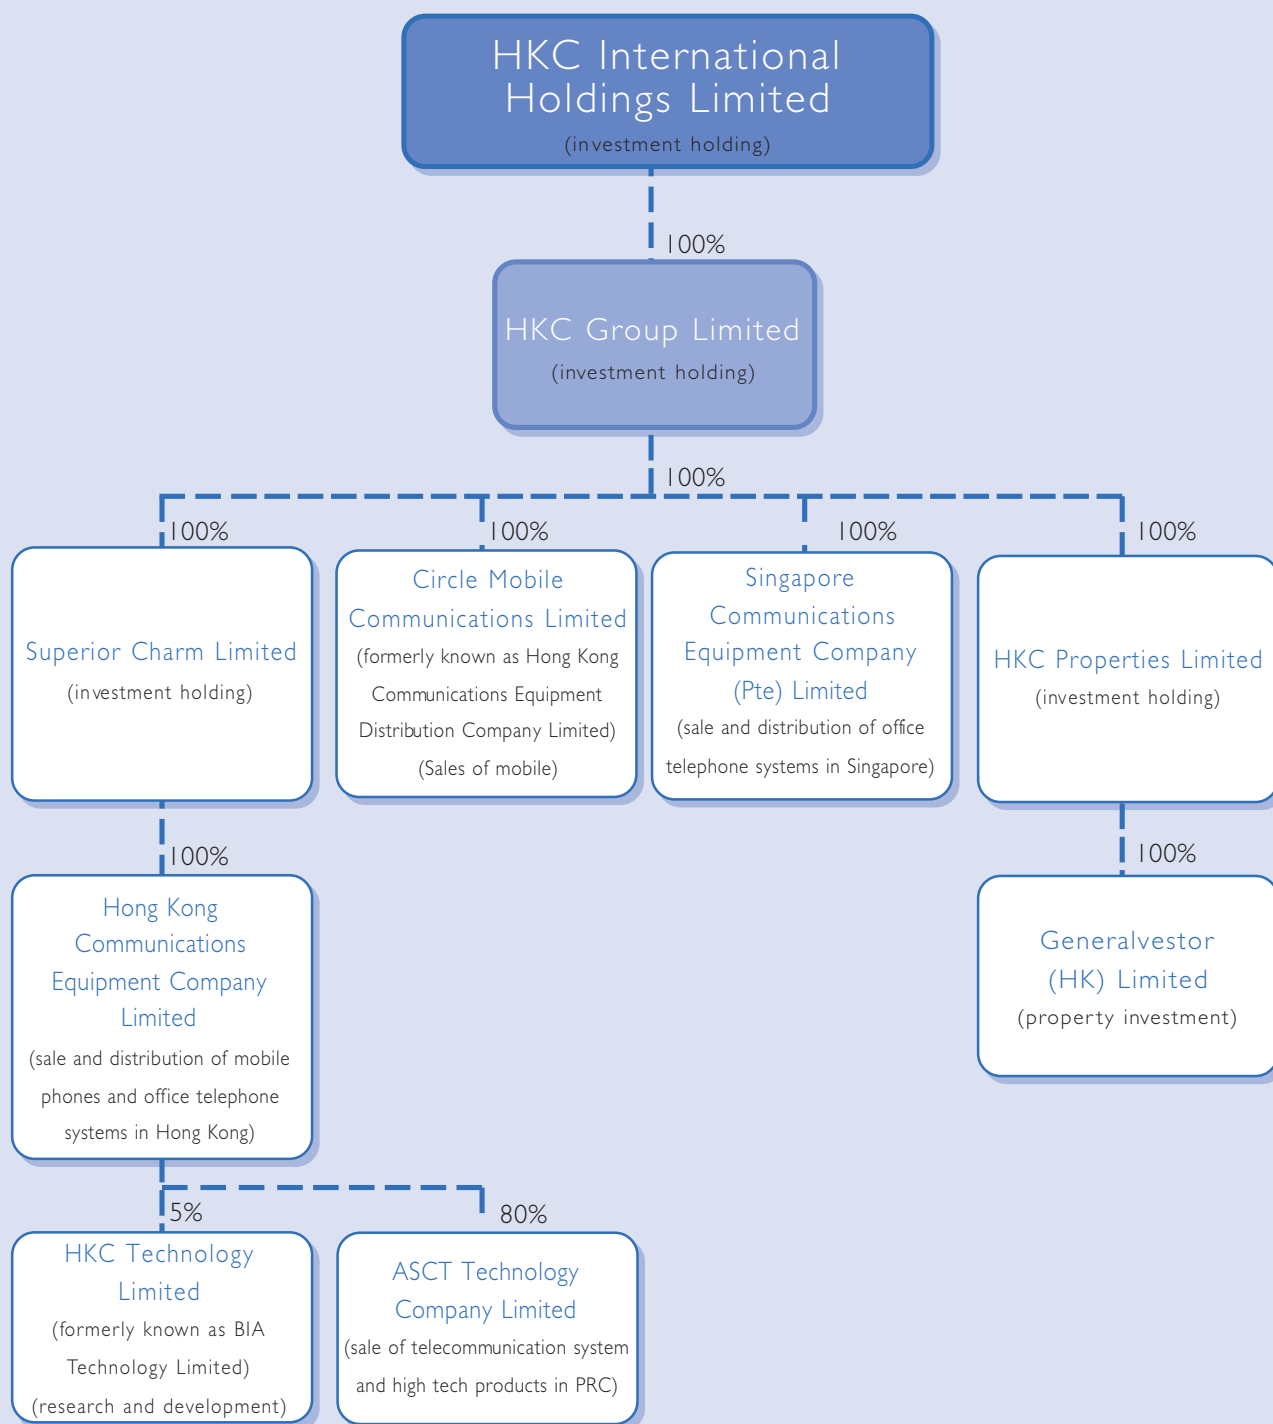 HKC International
Holdings Limited
(investment holding)
100%
HKC Group Limited
(investment holding)
100%
100%
100%
100%
100%
Superior Charm Limited
(investment holding)
Circle Mobile
Communications Limited
(formerly known as Hong Kong
Communications Equipment
Distribution Company Limited)
(Sales of mobile)
Singapore
Communications
Equipment Company
(Pte) Limited
(sale and distribution of office
telephone systems in Singapore)
HKC Properties Limited
(investment holding)
100%
100%
Hong Kong
Communications
Equipment Company
Limited
(sale and distribution of mobile
phones and office telephone
systems in Hong Kong)
Generalvestor
(HK) Limited
(property investment)
5%
80%
HKC Technology
Limited
(formerly known as BIA
Technology Limited)
(research and development)
ASCT Technology
Company Limited
(sale of telecommunication system
and high tech products in PRC)